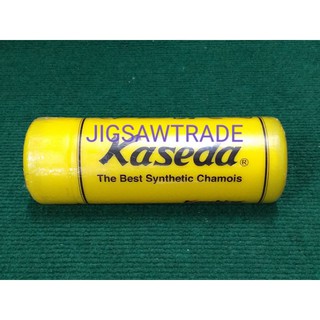 JIGSAWTRADE
Kaseda®
The Best Synthetic Chamois